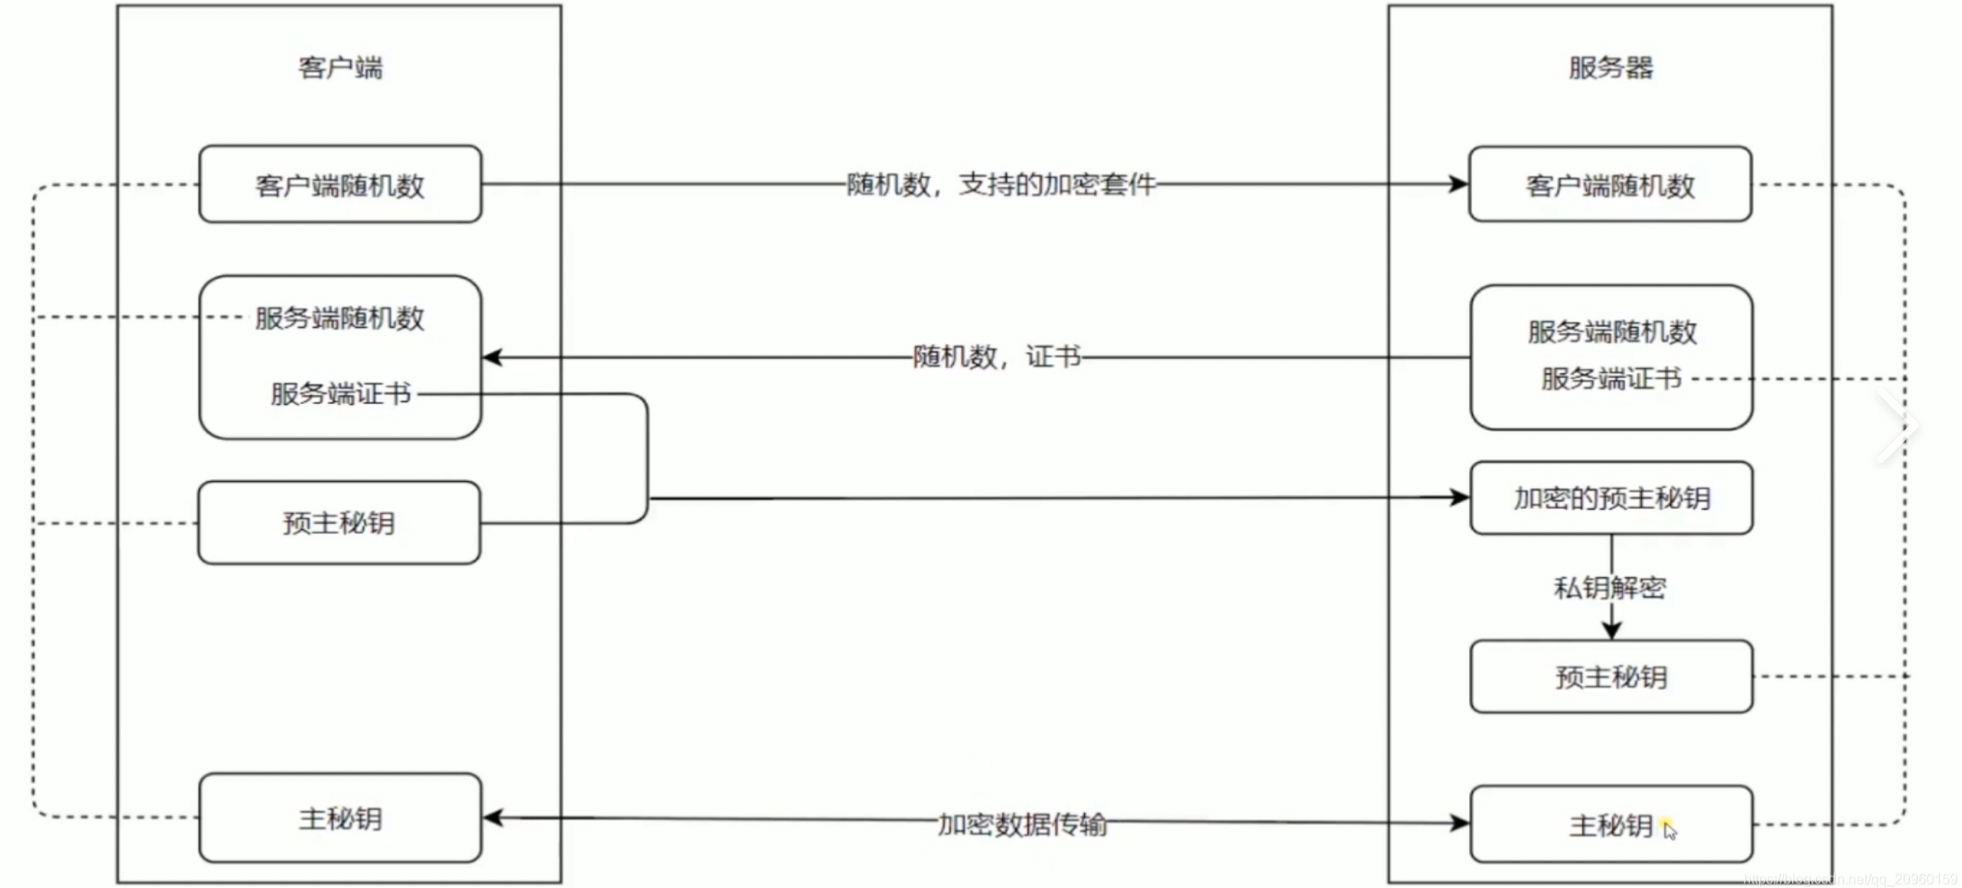 客户端
服务器
客户端随机数
随机数，支持的加密套件
客户端随机数
服务端随机数
服务端证书
随机数，证书
服务端随机数
服务端证书
预主秘钥
加密的预主秘钥
私钥解密
预主秘钥
主秘钥
加密数据传输
主秘钥
https://blog.csdn.net/qq_20960159